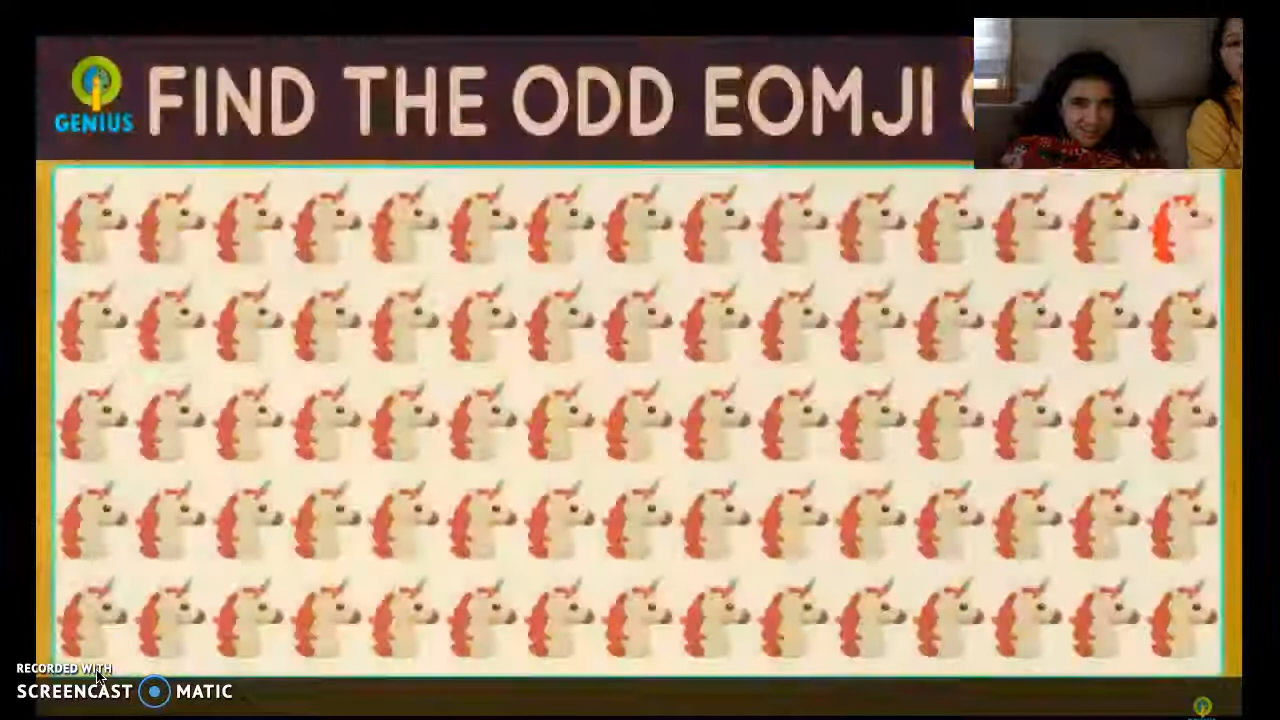 FIND THE ODD EOMJI
GENIUS
RECORDED WITH
SCREENCAST MATIC